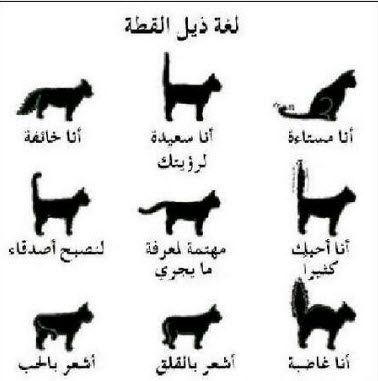 لغة ذيل القطة
أنا مستاءة
أنا سعيدة
لرؤيتك
أنا خائفة
أنا أحبك
كثيراً
مهتمة لمعرفة
ما يجري
لنصبح أصدقاء
أنا غاضبة
أشعر بالقلق
أشعر بالحب